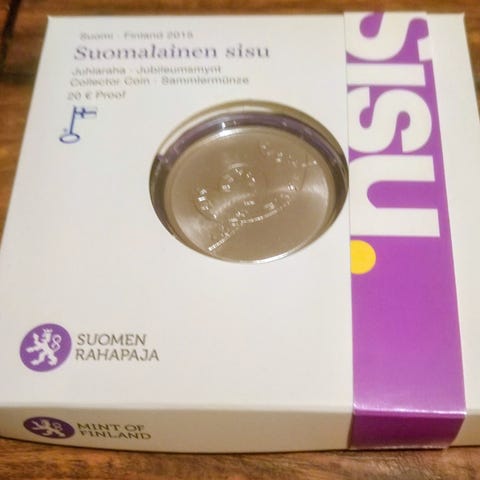 Suomi · Finland 2015
Suomalainen sisu
Juhlaraha · Jubileumsmynt
Collector Coin · Sammlermünze
20 € Proof
sisu.
SUOMEN
RAHAPAJA
MINT OF
FINLAND